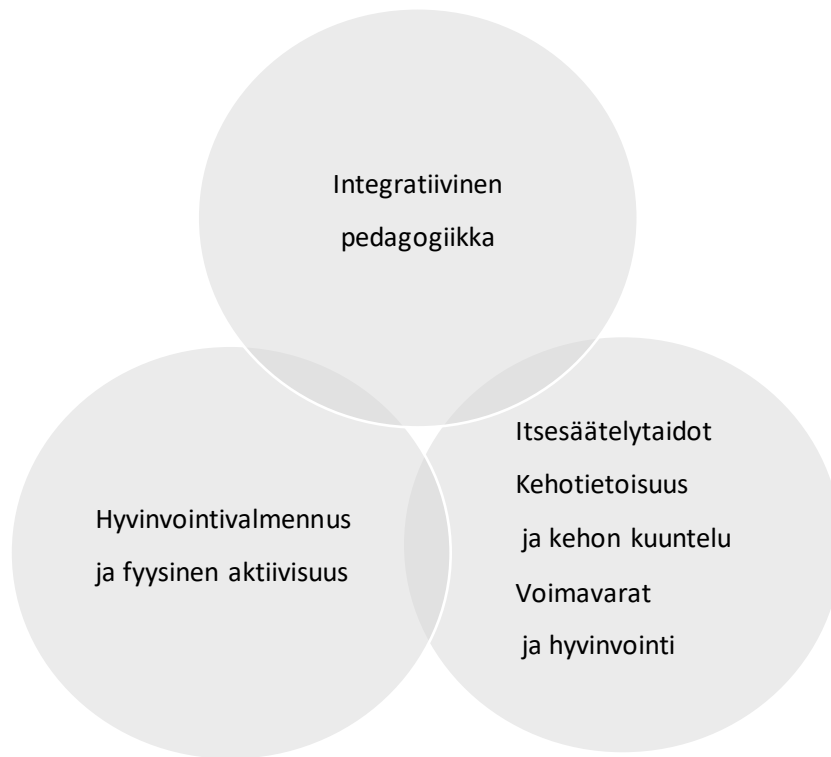 Integratiivinen
pedagogiikka
Hyvinvointivalmennus
ja fyysinen aktiivisuus
Itsesäätelytaidot
Kehotietoisuus
ja kehon kuuntelu
Voimavarat
ja hyvinvointi